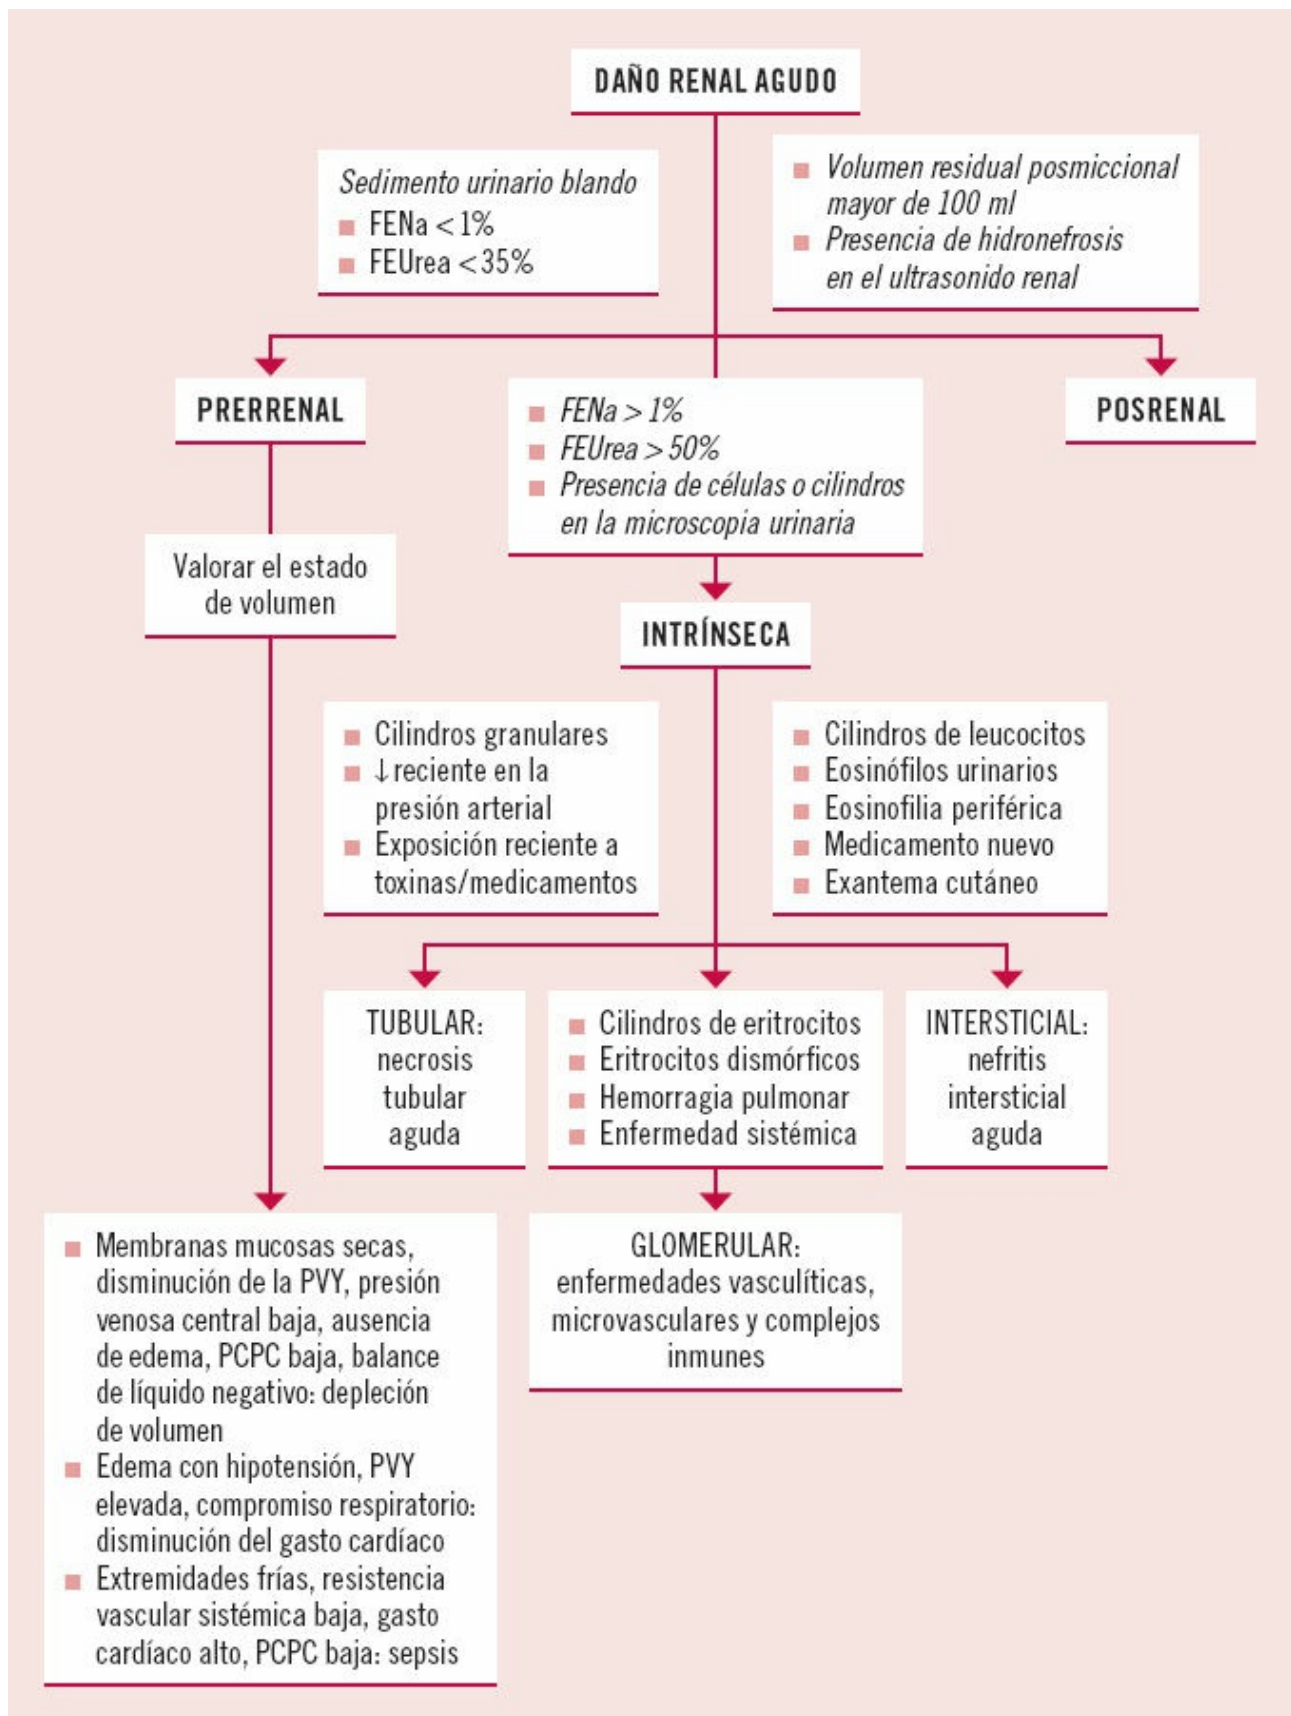 DAÑO RENAL AGUDO
Sedimento urinario blando
■ FENa < 1%
■ FEUrea < 35%
■ Volumen residual posmiccional
mayor de 100 ml
■ Presencia de hidronefrosis
en el ultrasonido renal
PRERRENAL
■ FENa > 1%
■ FEUrea > 50%
■ Presencia de células o cilindros
en la microscopia urinaria
POSRENAL
Valorar el estado
de volumen
INTRÍNSECA
■ Cilindros granulares
■ ↓ reciente en la
presión arterial
■ Exposición reciente a
toxinas/medicamentos
■ Cilindros de leucocitos
■ Eosinófilos urinarios
■ Eosinofilia periférica
■ Medicamento nuevo
■ Exantema cutáneo
TUBULAR:
necrosis
tubular
aguda
■ Cilindros de eritrocitos
■ Eritrocitos dismórficos
■ Hemorragia pulmonar
■ Enfermedad sistémica
INTERSTICIAL:
nefritis
intersticial
aguda
■ Membranas mucosas secas,
disminución de la PVY, presión
venosa central baja, ausencia
de edema, PCPC baja, balance
de líquido negativo: depleción
de volumen
■ Edema con hipotensión, PVY
elevada, compromiso respiratorio:
disminución del gasto cardíaco
■ Extremidades frías, resistencia
vascular sistémica baja, gasto
cardíaco alto, PCPC baja: sepsis
GLOMERULAR:
enfermedades vasculíticas,
microvasculares y complejos
inmunes